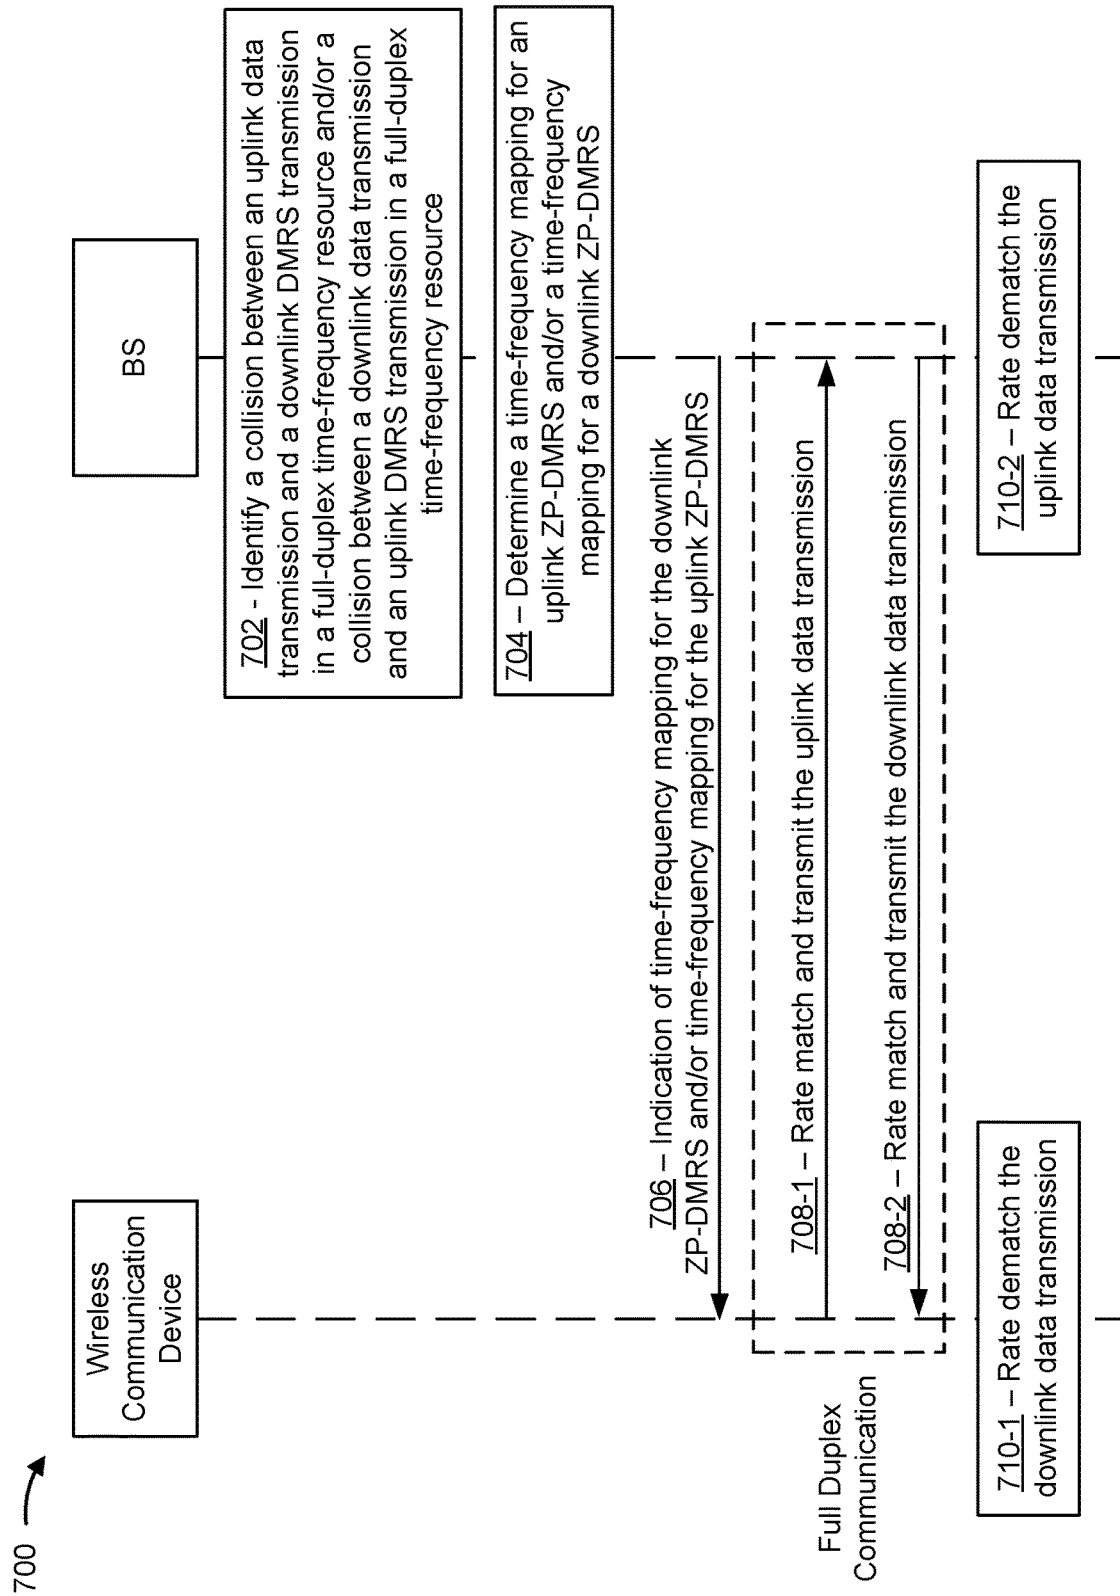 700
Wireless
Communication
Device
BS
702 - Identify a collision between an uplink data
transmission and a downlink DMRS transmission
in a full-duplex time-frequency resource and/or a
collision between a downlink data transmission
and an uplink DMRS transmission in a full-duplex
time-frequency resource
704 – Determine a time-frequency mapping for an
uplink ZP-DMRS and/or a time-frequency
mapping for a downlink ZP-DMRS
706 – Indication of time-frequency mapping for the downlink
ZP-DMRS and/or time-frequency mapping for the uplink ZP-DMRS
Full Duplex
Communication
708-1 – Rate match and transmit the uplink data transmission
708-2 – Rate match and transmit the downlink data transmission
710-1 – Rate dematch the
downlink data transmission
710-2 – Rate dematch the
uplink data transmission